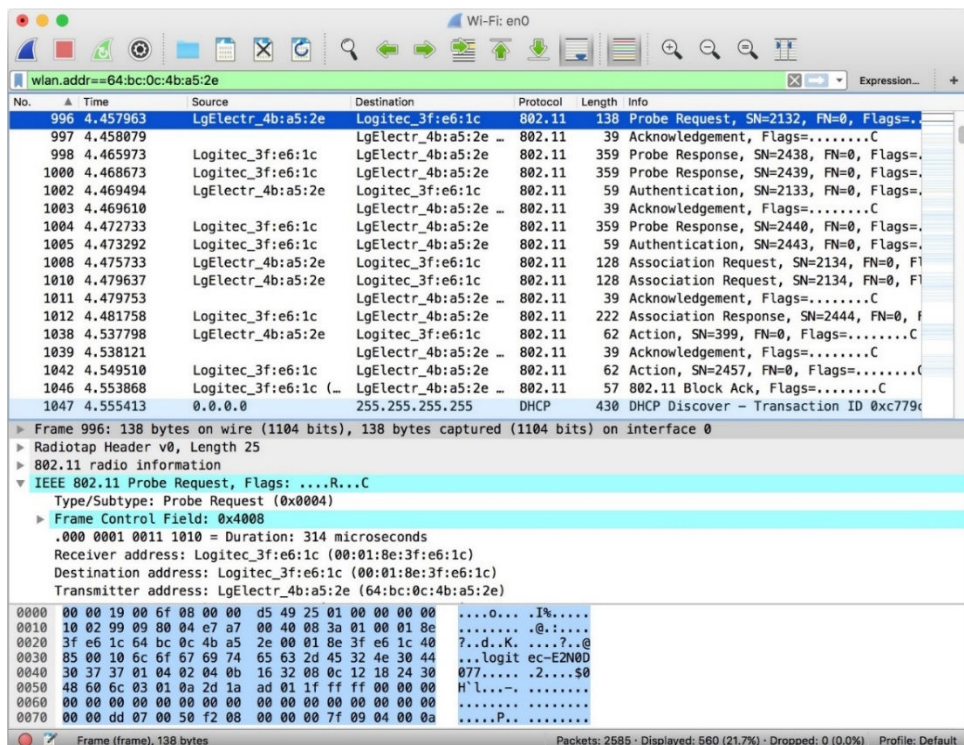 Wi-Fi: en0
wlan.addr==64:bc:0c:4b:a5:2e Expression... +
No. Time Source Destination Protocol Length Info
996 4.457963 LgElectr_4b:a5:2e Logitec_3f:e6:1c 802.11 138 Probe Request, SN=2132, FN=0, Flags=..
997 4.458079 LgElectr_4b:a5:2e … 802.11 39 Acknowledgement, Flags=........C
998 4.465973 Logitec_3f:e6:1c LgElectr_4b:a5:2e 802.11 359 Probe Response, SN=2438, FN=0, Flags=.
1000 4.468673 Logitec_3f:e6:1c LgElectr_4b:a5:2e 802.11 359 Probe Response, SN=2439, FN=0, Flags=.
1002 4.469494 LgElectr_4b:a5:2e Logitec_3f:e6:1c 802.11 59 Authentication, SN=2133, FN=0, Flags=.
1003 4.469610 LgElectr_4b:a5:2e … 802.11 39 Acknowledgement, Flags=........C
1004 4.472733 Logitec_3f:e6:1c LgElectr_4b:a5:2e 802.11 359 Probe Response, SN=2440, FN=0, Flags=.
1005 4.473292 Logitec_3f:e6:1c LgElectr_4b:a5:2e 802.11 59 Authentication, SN=2443, FN=0, Flags=.
1008 4.475733 LgElectr_4b:a5:2e Logitec_3f:e6:1c 802.11 128 Association Request, SN=2134, FN=0, Fl
1010 4.479637 LgElectr_4b:a5:2e Logitec_3f:e6:1c 802.11 128 Association Request, SN=2134, FN=0, Fl
1011 4.479753 LgElectr_4b:a5:2e … 802.11 39 Acknowledgement, Flags=........C
1012 4.481758 Logitec_3f:e6:1c LgElectr_4b:a5:2e 802.11 222 Association Response, SN=2444, FN=0, F
1038 4.537798 LgElectr_4b:a5:2e Logitec_3f:e6:1c 802.11 62 Action, SN=399, FN=0, Flags=........C
1039 4.538121 LgElectr_4b:a5:2e … 802.11 39 Acknowledgement, Flags=........C
1042 4.549510 Logitec_3f:e6:1c LgElectr_4b:a5:2e 802.11 62 Action, SN=2457, FN=0, Flags=........C
1046 4.553868 Logitec_3f:e6:1c (… LgElectr_4b:a5:2e … 802.11 57 802.11 Block Ack, Flags=........C
1047 4.555413 0.0.0.0 255.255.255.255 DHCP 430 DHCP Discover – Transaction ID 0xc779c
Frame 996: 138 bytes on wire (1104 bits), 138 bytes captured (1104 bits) on interface 0
Radiotap Header v0, Length 25
802.11 radio information
IEEE 802.11 Probe Request, Flags: ....R...C
Type/Subtype: Probe Request (0x0004)
Frame Control Field: 0x4008
.000 0001 0011 1010 = Duration: 314 microseconds
Receiver address: Logitec_3f:e6:1c (00:01:8e:3f:e6:1c)
Destination address: Logitec_3f:e6:1c (00:01:8e:3f:e6:1c)
Transmitter address: LgElectr_4b:a5:2e (64:bc:0c:4b:a5:2e)
0000 00 00 19 00 6f 08 00 00 d5 49 25 01 00 00 00 00 ....o... .I%.....
0010 10 02 99 09 80 04 e7 a7 00 40 08 3a 01 00 01 8e ........ .@.:....
0020 3f e6 1c 64 bc 0c 4b a5 2e 00 01 8e 3f e6 1c 40 ?..d..K. ....?..@
0030 85 00 10 6c 6f 67 69 74 65 63 2d 45 32 4e 30 44 ...logit ec-E2N0D
0040 30 37 37 01 04 02 04 0b 16 32 08 0c 12 18 24 30 077..... .2....$0
0050 48 60 6c 03 01 0a 2d 1a ad 01 1f ff ff 00 00 00 H`l...-. ........
0060 00 00 00 00 00 00 00 00 00 00 00 00 00 00 00 00 ........ ........
0070 00 00 dd 07 00 50 f2 08 00 00 00 7f 09 04 00 0a .....P.. ........
Frame (frame), 138 bytes Packets: 2585 · Displayed: 560 (21.7%) · Dropped: 0 (0.0%) Profile: Default